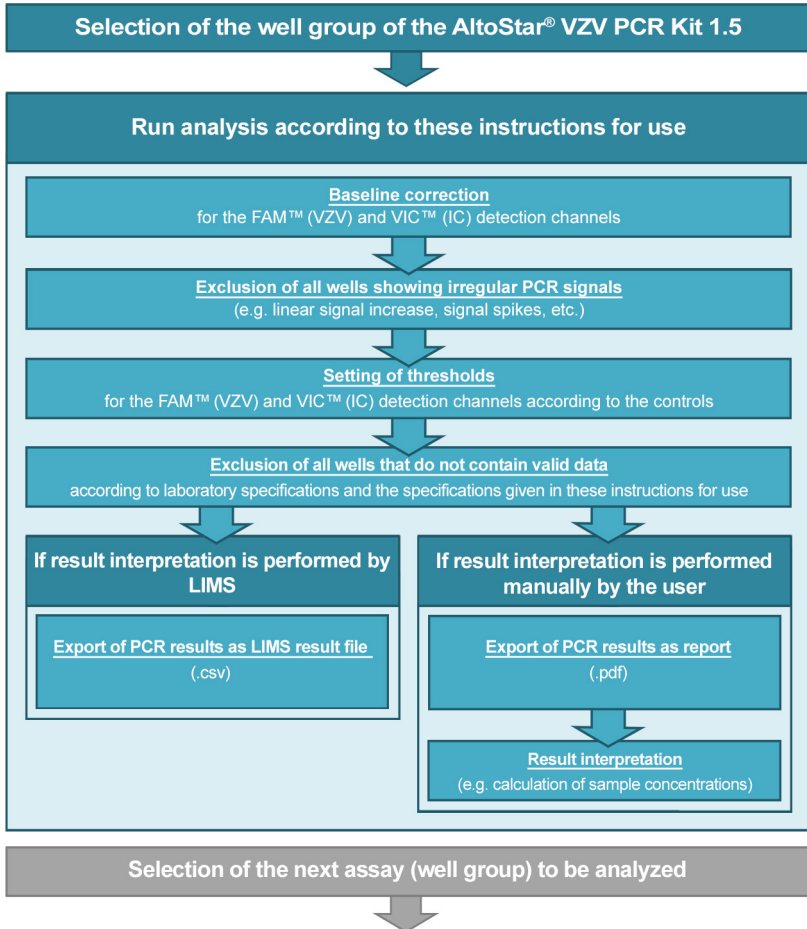 Selection of the well group of the AltoStar® VZV PCR Kit 1.5
Run analysis according to these instructions for use
Baseline correction
for the FAM™ (VZV) and VIC™ (IC) detection channels
Exclusion of all wells showing irregular PCR signals
(e.g. linear signal increase, signal spikes, etc.)
Setting of thresholds
for the FAM™ (VZV) and VIC™ (IC) detection channels according to the controls
Exclusion of all wells that do not contain valid data
according to laboratory specifications and the specifications given in these instructions for use
If result interpretation is performed by
LIMS
Export of PCR results as LIMS result file
(.csv)
If result interpretation is performed
manually by the user
Export of PCR results as report
(.pdf)
Result interpretation
(e.g. calculation of sample concentrations)
Selection of the next assay (well group) to be analyzed